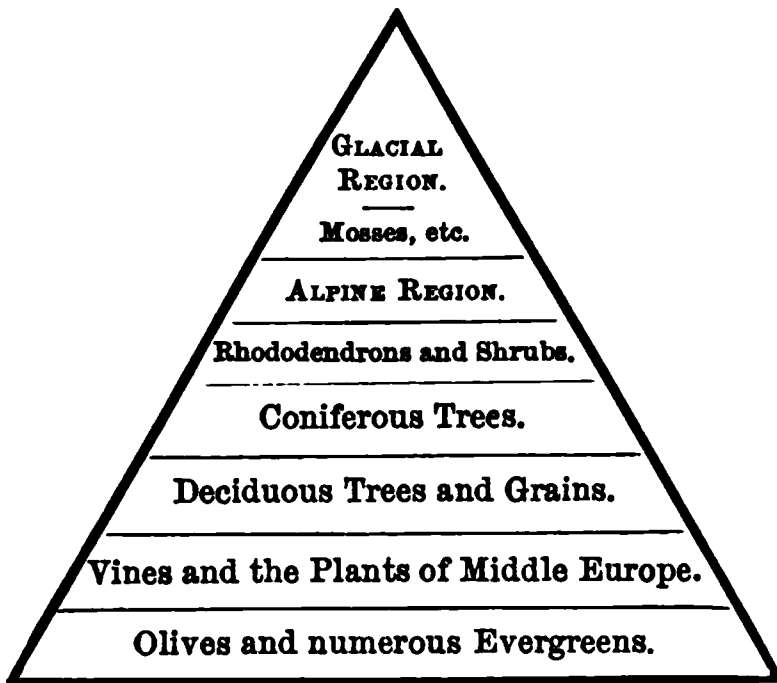 GLACIAL
REGION.
Mosses, etc.
ALPINE REGION.
Rhododendrons and Shrubs.
Coniferous Trees.
Deciduous Trees and Grains.
Vines and the Plants of Middle Europe.
Olives and numerous Evergreens.